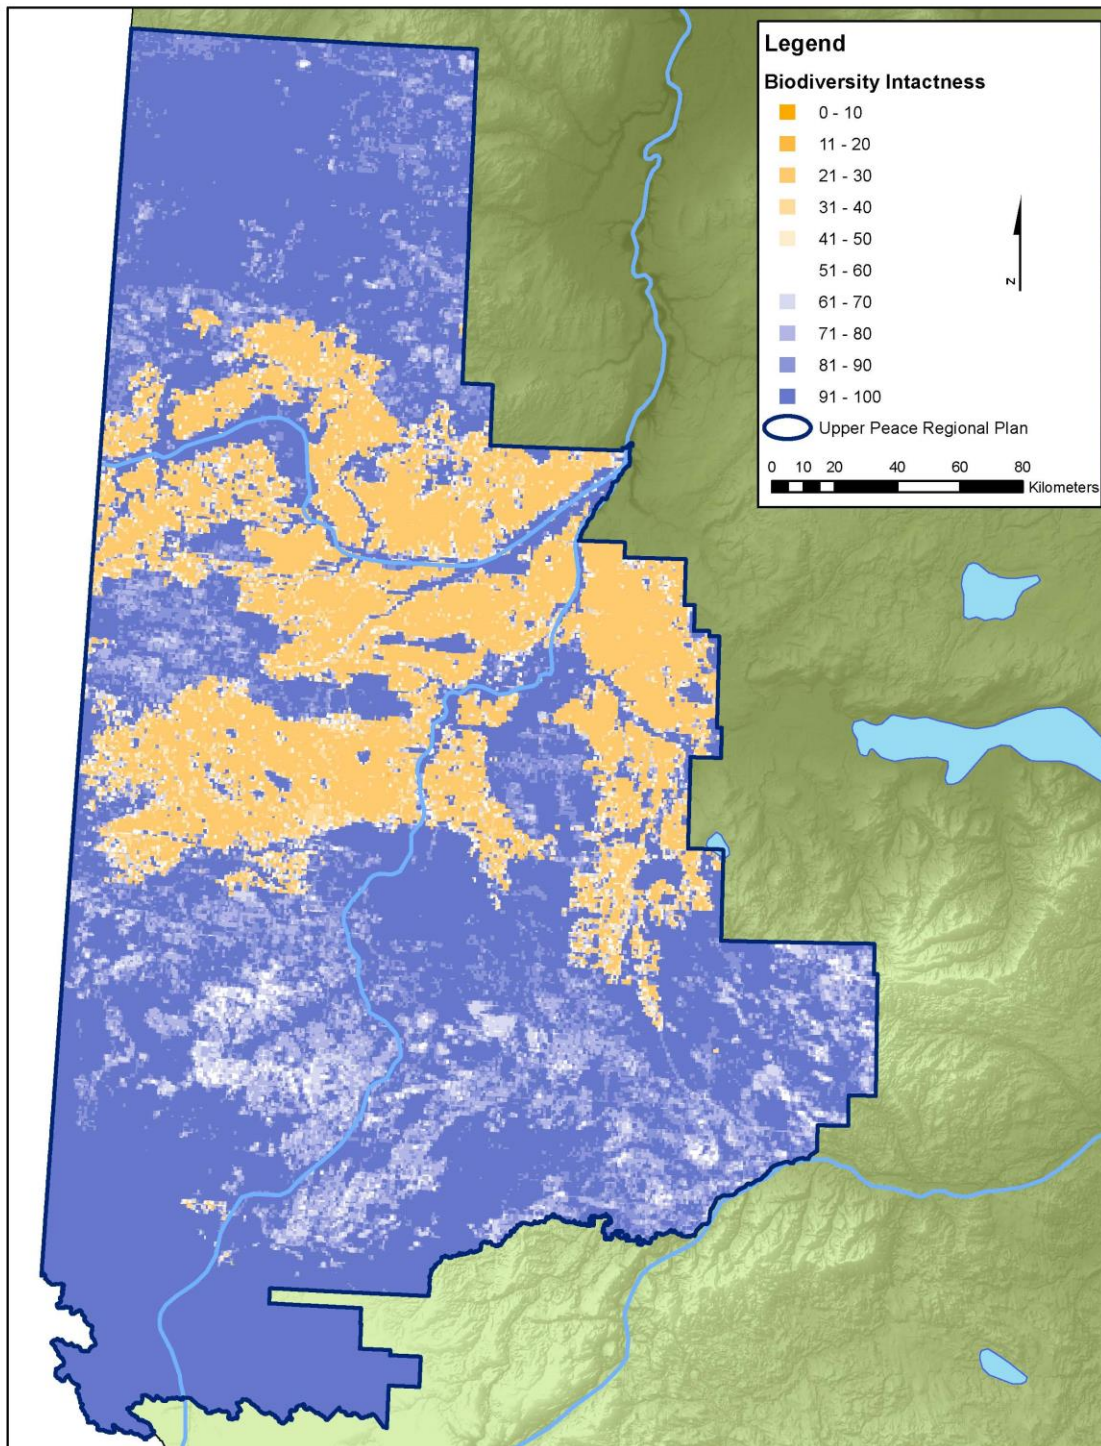 Legend
Biodiversity Intactness
0 - 10
11 - 20
21 - 30
31 - 40
41 - 50
51 - 60
61 - 70
71 - 80
81 - 90
91 - 100
Upper Peace Regional Plan
0 10 20 40 60 80
Kilometers
N